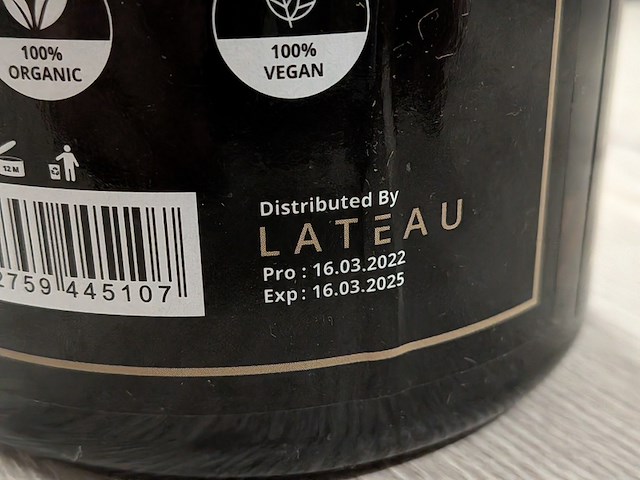 100%
ORGANIC
100%
VEGAN
12 M
Distributed By
LATEAU
Pro : 16.03.2022
Exp : 16.03.2025
2759 445107